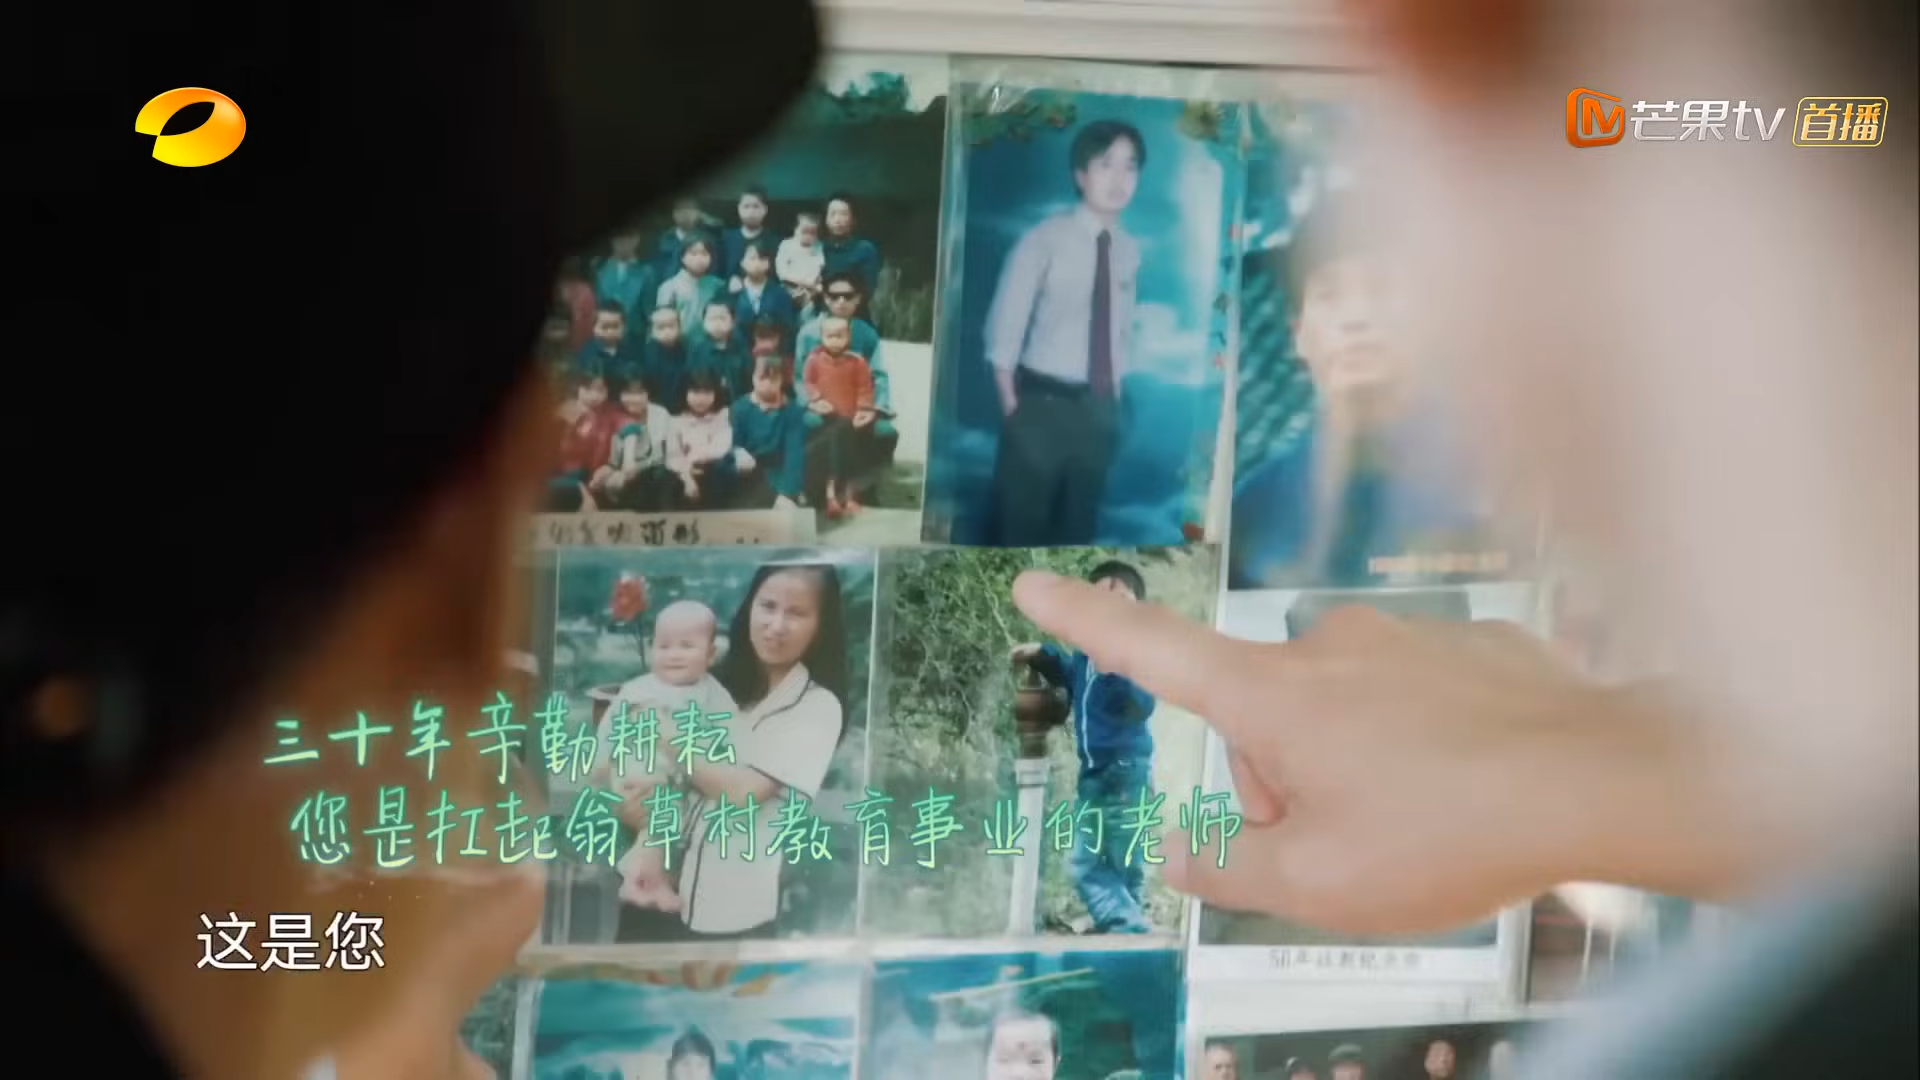 芒果tv 首播
三十年辛勤耕耘
您是扛起翁草村教育事业的老师
这是您